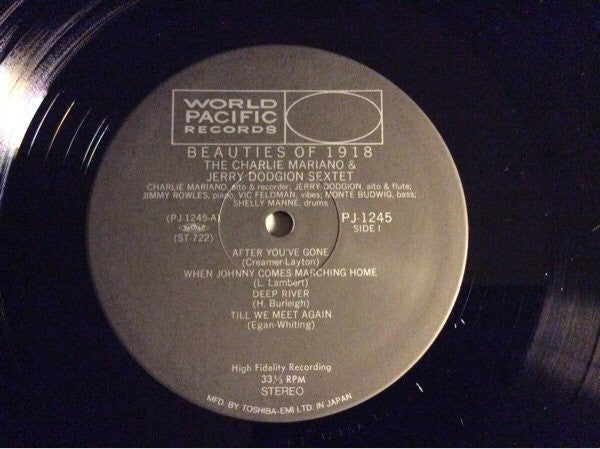 WORLD
PACIFIC
RECORDS
BEAUTIES OF 1918
THE CHARLIE MARIANO &
JERRY DODGION SEXTET
CHARLIE MARIANO, alto & recorder; JERRY DODGION, alto & flute;
JIMMY ROWLES, piano; VIC FELDMAN, vibes; MONTE BUDWIG, bass;
SHELLY MANNE, drums
(PJ-1245-A)
(ST 722)
PJ-1245
SIDE 1
AFTER YOU'VE GONE
(Creamer-Layton)
WHEN JOHNNY COMES MARCHING HOME
(L. Lambert)
DEEP RIVER
(H. Burleigh)
TILL WE MEET AGAIN
(Egan-Whiting)
High Fidelity Recording
33⅓ RPM
STEREO
MFD. BY TOSHIBA-EMI LTD. IN JAPAN